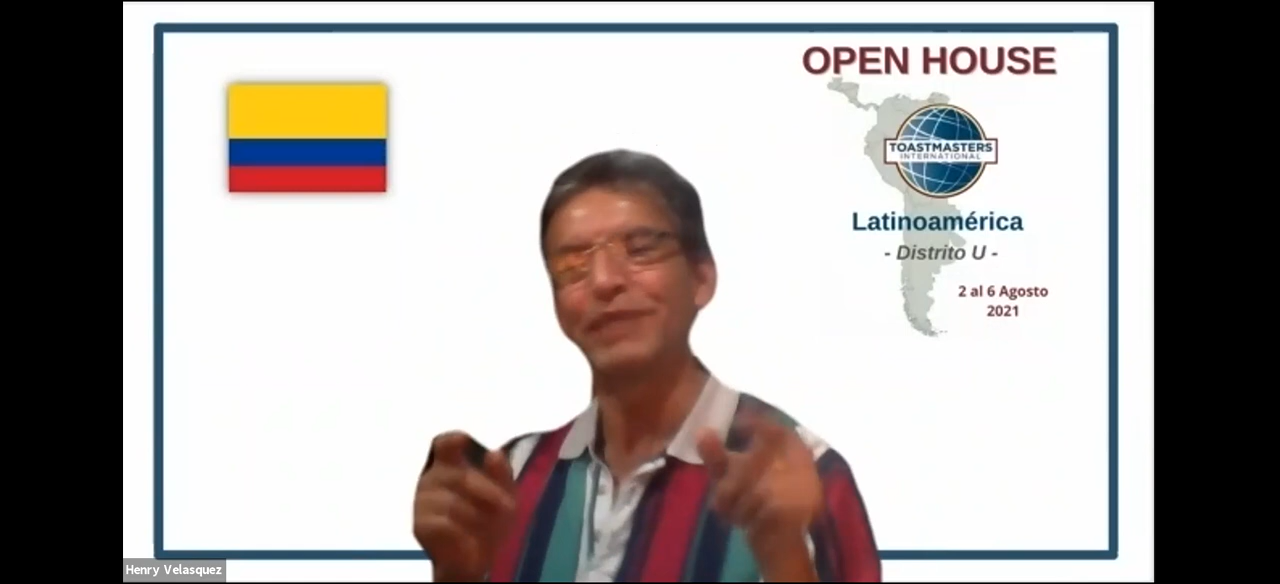 OPEN HOUSE
TOASTMASTERS
INTERNATIONAL
Latinoamérica
- Distrito U -
2 al 6 Agosto
2021
Henry Velasquez